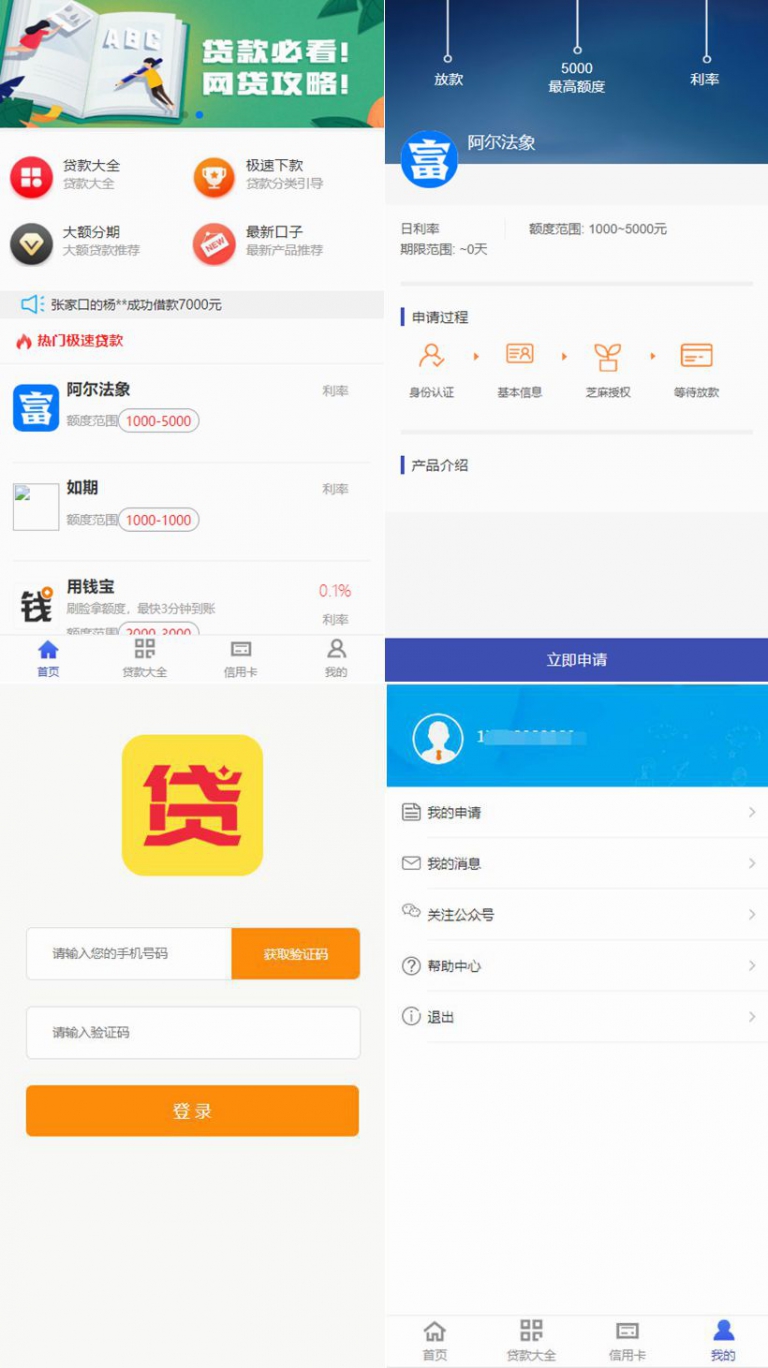 ABC
贷款必看!
网贷攻略!
贷款大全
贷款大全
极速下款
贷款分类引导
大额分期
大额贷款推荐
NEW
最新口子
最新产品推荐
张家口的杨**成功借款7000元
热门极速贷款
富
阿尔法象
利率
额度范围 1000-5000
如期
利率
额度范围 1000-1000
钱
用钱宝
0.1%
刷脸拿额度，最快3分钟到账
利率
额度范围 2000-3000
首页
贷款大全
信用卡
我的
放款
5000
最高额度
利率
富
阿尔法象
日利率
额度范围: 1000~5000元
期限范围: ~0天
申请过程
身份认证
基本信息
芝麻授权
等待放款
产品介绍
立即申请
贷
请输入您的手机号码
获取验证码
请输入验证码
登录
1
我的申请
我的消息
关注公众号
帮助中心
退出
首页
贷款大全
信用卡
我的